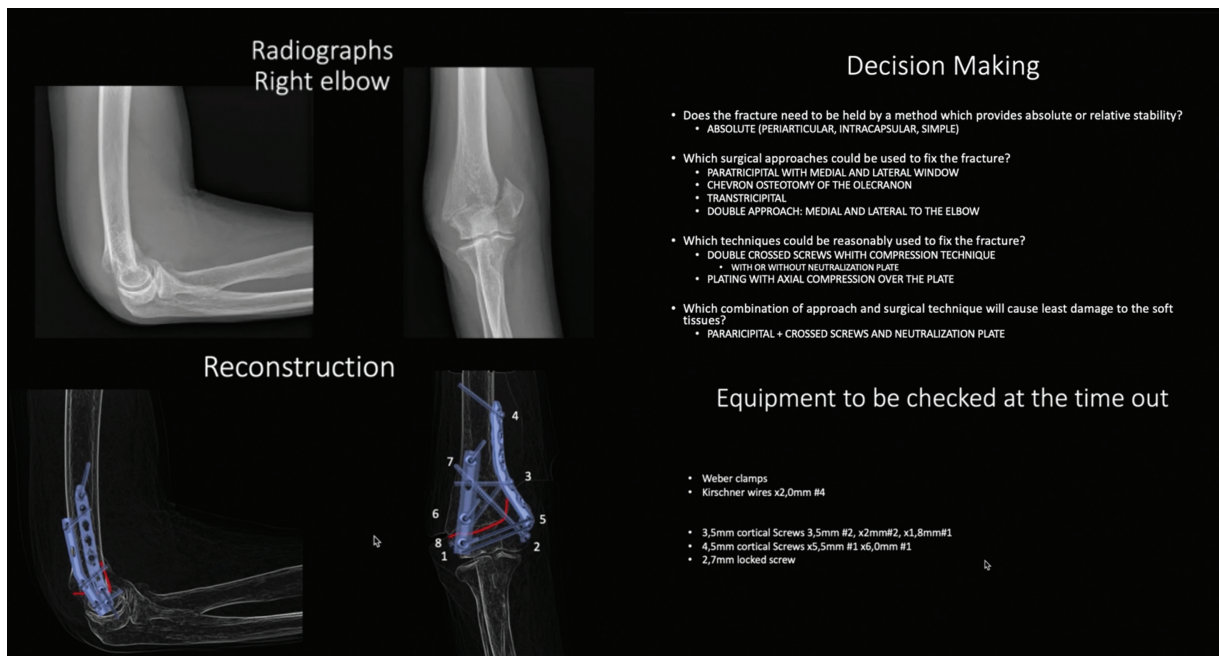 Radiographs
Right elbow
Reconstruction
4
7
3
6
5
8
2
1
Decision Making
• Does the fracture need to be held by a method which provides absolute or relative stability?
• ABSOLUTE (PERIARTICULAR, INTRACAPSULAR, SIMPLE)
• Which surgical approaches could be used to fix the fracture?
• PARATRICIPITAL WITH MEDIAL AND LATERAL WINDOW
• CHEVRON OSTEOTOMY OF THE OLECRANON
• TRANSTRICIPITAL
• DOUBLE APPROACH: MEDIAL AND LATERAL TO THE ELBOW
• Which techniques could be reasonably used to fix the fracture?
• DOUBLE CROSSED SCREWS WHITH COMPRESSION TECHNIQUE
• WITH OR WITHOUT NEUTRALIZATION PLATE
• PLATING WITH AXIAL COMPRESSION OVER THE PLATE
• Which combination of approach and surgical technique will cause least damage to the soft
tissues?
• PARARICIPITAL + CROSSED SCREWS AND NEUTRALIZATION PLATE
Equipment to be checked at the time out
• Weber clamps
• Kirschner wires x2,0mm #4
• 3,5mm cortical Screws 3,5mm #2, x2mm#2, x1,8mm#1
• 4,5mm cortical Screws x5,5mm #1 x6,0mm #1
• 2,7mm locked screw